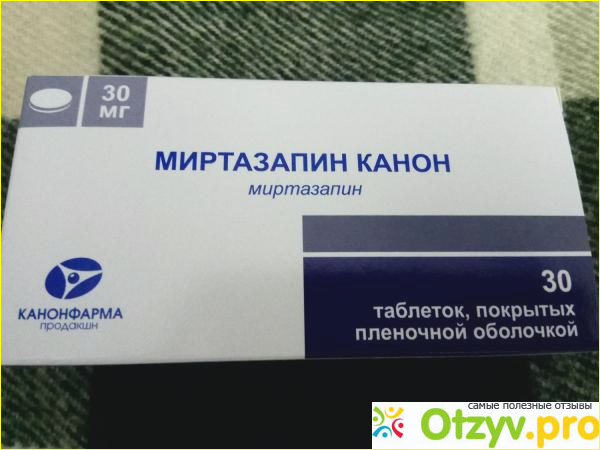 30
МГ
МИРТАЗАПИН КАНОН
миртазапин
КАНОНФАРМА
продакшн
30
таблеток, покрытых
пленочной оболочкой
самые полезные отзывы
Otzyv.pro